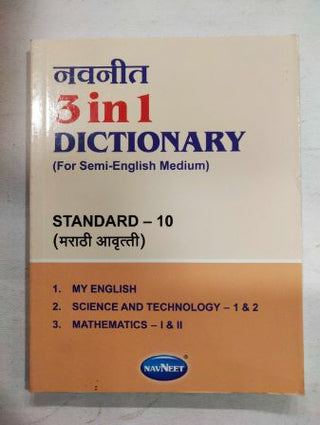 नवनीत
3 in 1
DICTIONARY
(For Semi-English Medium)
STANDARD – 10
(मराठी आवृत्ती)
1. MY ENGLISH
2. SCIENCE AND TECHNOLOGY – 1 & 2
3. MATHEMATICS – I & II
NAVNEET